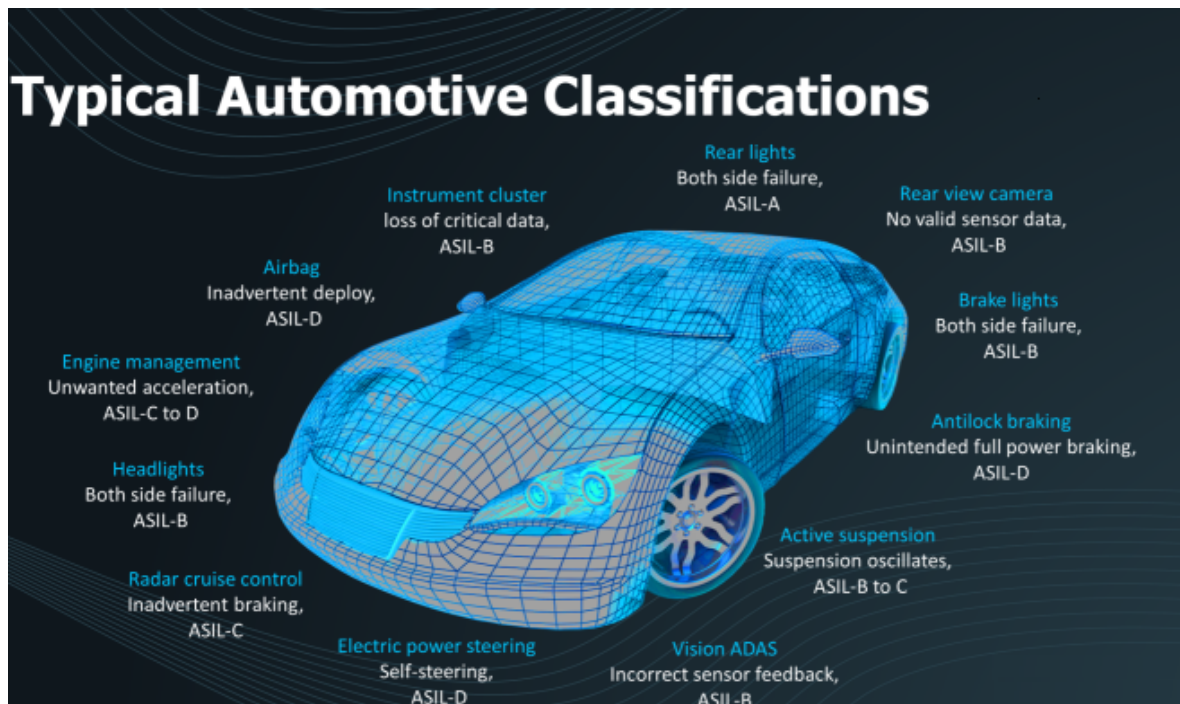 Typical Automotive Classifications
Rear lights
Both side failure,
ASIL-A
Instrument cluster
loss of critical data,
ASIL-B
Rear view camera
No valid sensor data,
ASIL-B
Airbag
Inadvertent deploy,
ASIL-D
Brake lights
Both side failure,
ASIL-B
Engine management
Unwanted acceleration,
ASIL-C to D
Antilock braking
Unintended full power braking,
ASIL-D
Headlights
Both side failure,
ASIL-B
Active suspension
Suspension oscillates,
ASIL-B to C
Radar cruise control
Inadvertent braking,
ASIL-C
Electric power steering
Self-steering,
ASIL-D
Vision ADAS
Incorrect sensor feedback,
ASIL-B